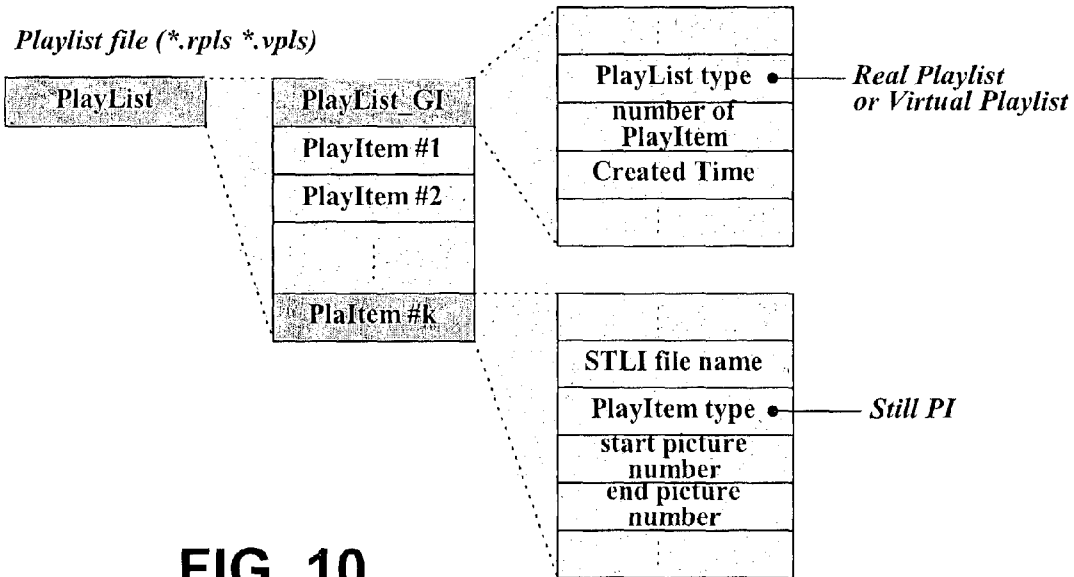 Playlist file (*.rpls *.vpls)
PlayList
PlayList_GI
PlayItem #1
PlayItem #2
PlaItem #k
PlayList type
number of
PlayItem
Created Time
Real Playlist
or Virtual Playlist
STLI file name
PlayItem type
start picture
number
end picture
number
Still PI
FIG. 10